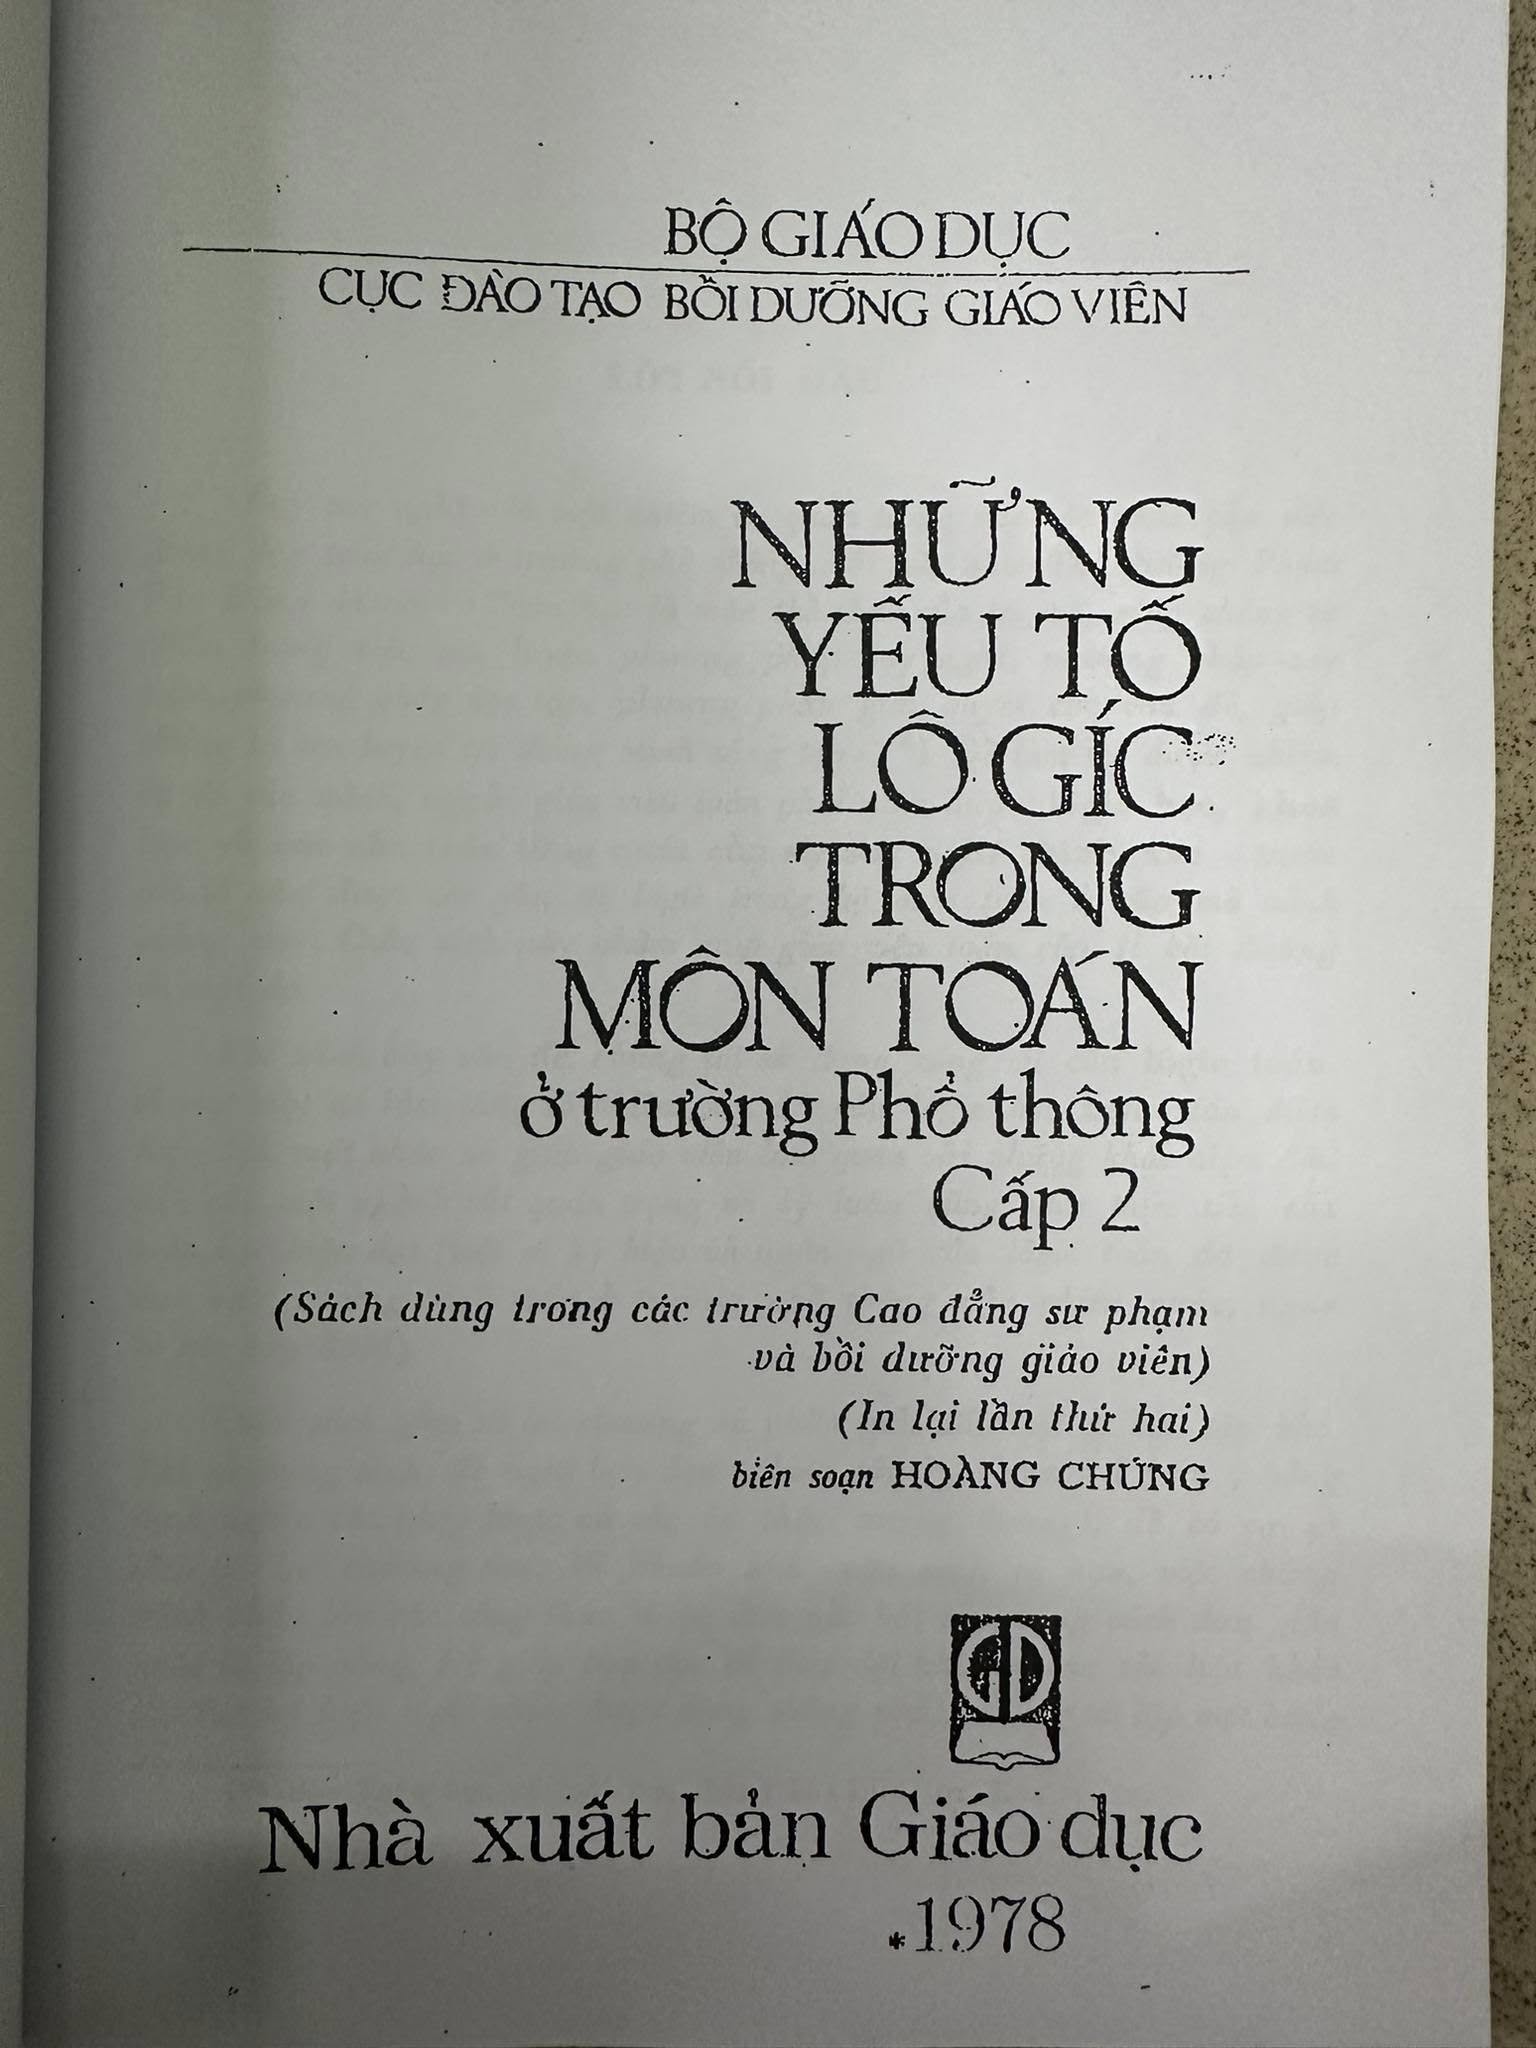 BỘ GIÁO DỤC
CỤC ĐÀO TẠO BỒI DƯỠNG GIÁO VIÊN
NHỮNG
YẾU TỐ
LÔ GÍC
TRONG
MÔN TOÁN
ở trường Phổ thông
Cấp 2
(Sách dùng trong các trường Cao đẳng sư phạm
và bồi dưỡng giáo viên)
(In lại lần thứ hai)
biên soạn HOÀNG CHÚNG
GD
Nhà xuất bản Giáo dục
*1978